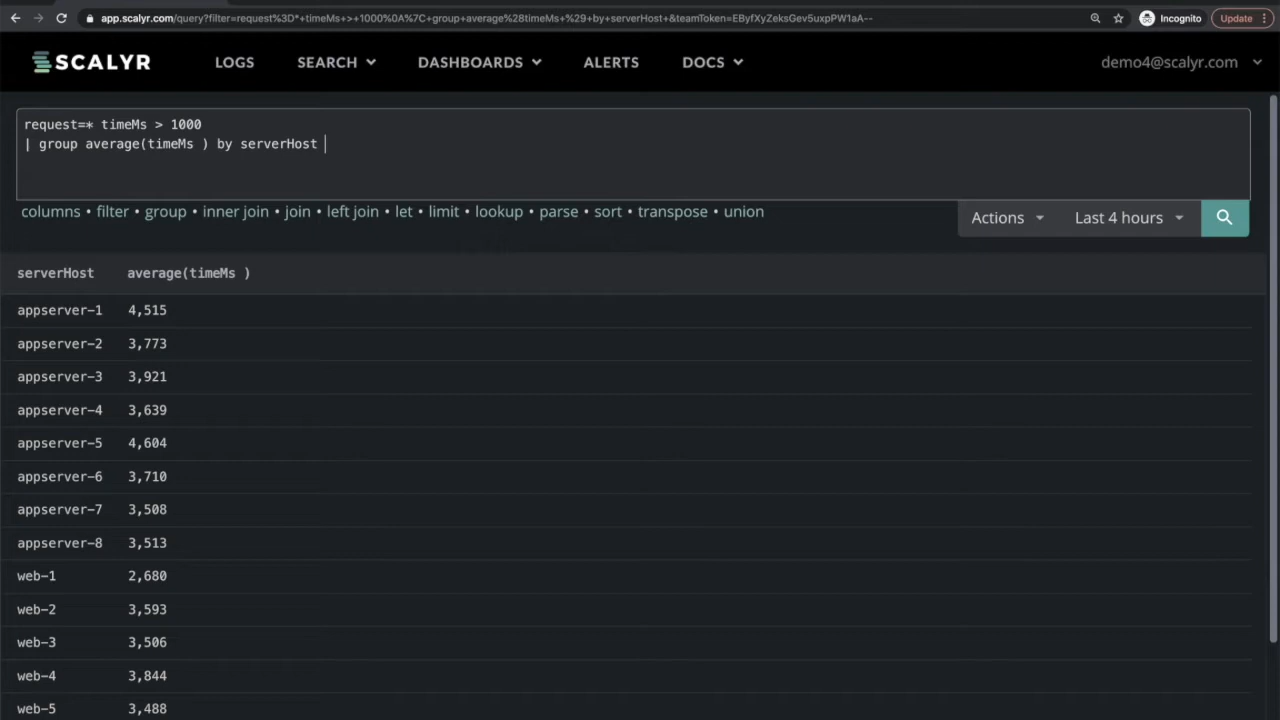 app.scalyr.com/query?filter=request%3D*+timeMs+>+1000%0A%7C+group+average%28timeMs+%29+by+serverHost+&teamToken=EByfXyZeksGev5uxpPW1aA--
Incognito
Update
SCALYR
LOGS
SEARCH
DASHBOARDS
ALERTS
DOCS
demo4@scalyr.com
request=* timeMs > 1000
| group average(timeMs ) by serverHost
columns • filter • group • inner join • join • left join • let • limit • lookup • parse • sort • transpose • union
Actions
Last 4 hours
serverHost average(timeMs )
appserver-1 4,515
appserver-2 3,773
appserver-3 3,921
appserver-4 3,639
appserver-5 4,604
appserver-6 3,710
appserver-7 3,508
appserver-8 3,513
web-1 2,680
web-2 3,593
web-3 3,506
web-4 3,844
web-5 3,488